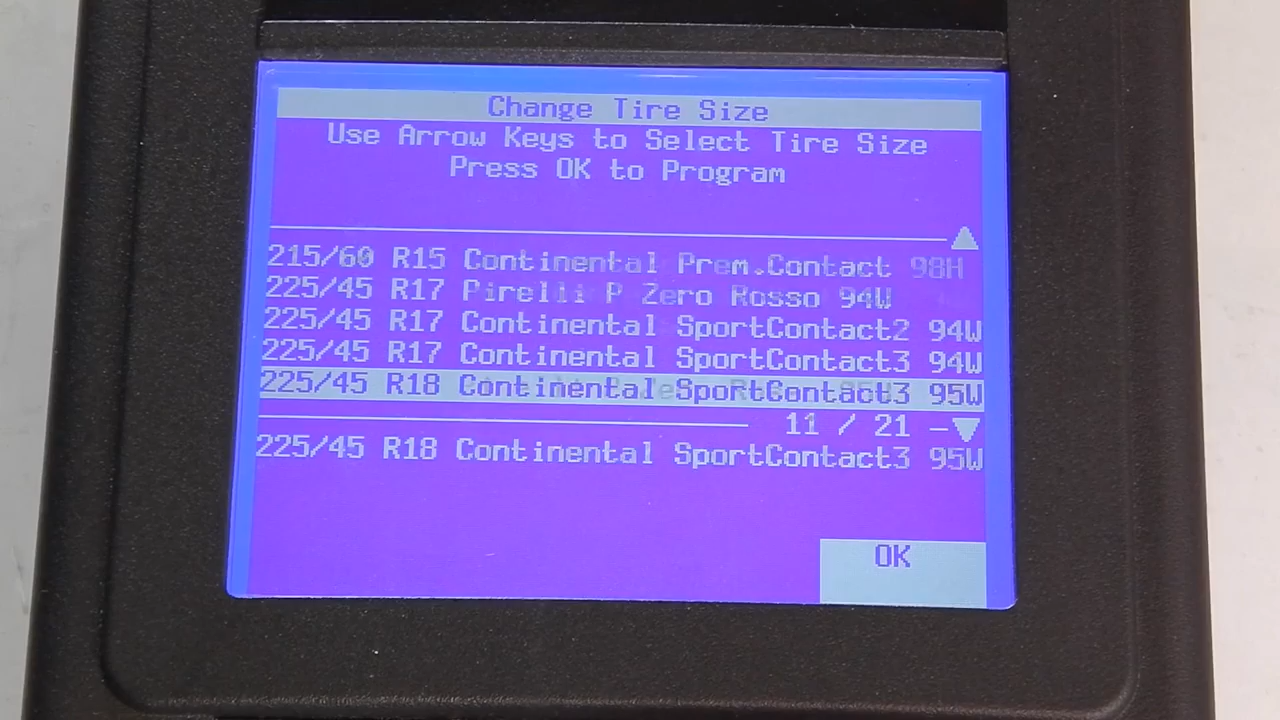 Change Tire Size
Use Arrow Keys to Select Tire Size
Press OK to Program
215/60 R15 Continental Prem.Contact 98H
225/45 R17 Pirelli P Zero Rosso 94W
225/45 R17 Continental SportContact2 94W
225/45 R17 Continental SportContact3 94W
225/45 R18 Continental SportContact3 95W
11 / 21
225/45 R18 Continental SportContact3 95W
OK